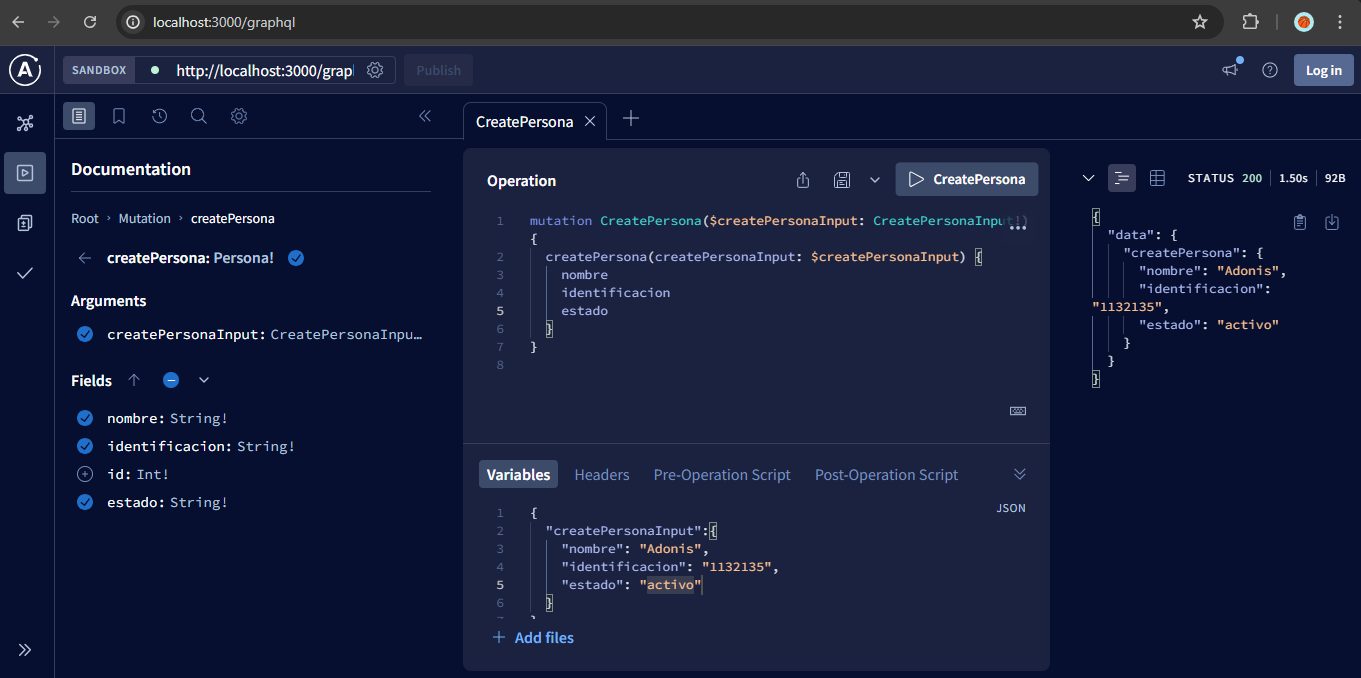 localhost:3000/graphql
SANDBOX
http://localhost:3000/grap
Publish
Log in
Documentation
Root › Mutation › createPersona
createPersona: Persona!
Arguments
createPersonaInput: CreatePersonaInpu…
Fields
nombre: String!
identificacion: String!
id: Int!
estado: String!
CreatePersona
Operation
CreatePersona
1 mutation CreatePersona($createPersonaInput: CreatePersonaInput!)
{
2 createPersona(createPersonaInput: $createPersonaInput) {
3 nombre
4 identificacion
5 estado
6 }
7 }
8
Variables Headers Pre-Operation Script Post-Operation Script
JSON
1 {
2 "createPersonaInput":{
3 "nombre": "Adonis",
4 "identificacion": "1132135",
5 "estado": "activo"
6 }
Add files
STATUS 200 1.50s 92B
{
"data": {
"createPersona": {
"nombre": "Adonis",
"identificacion":
"1132135",
"estado": "activo"
}
}
}